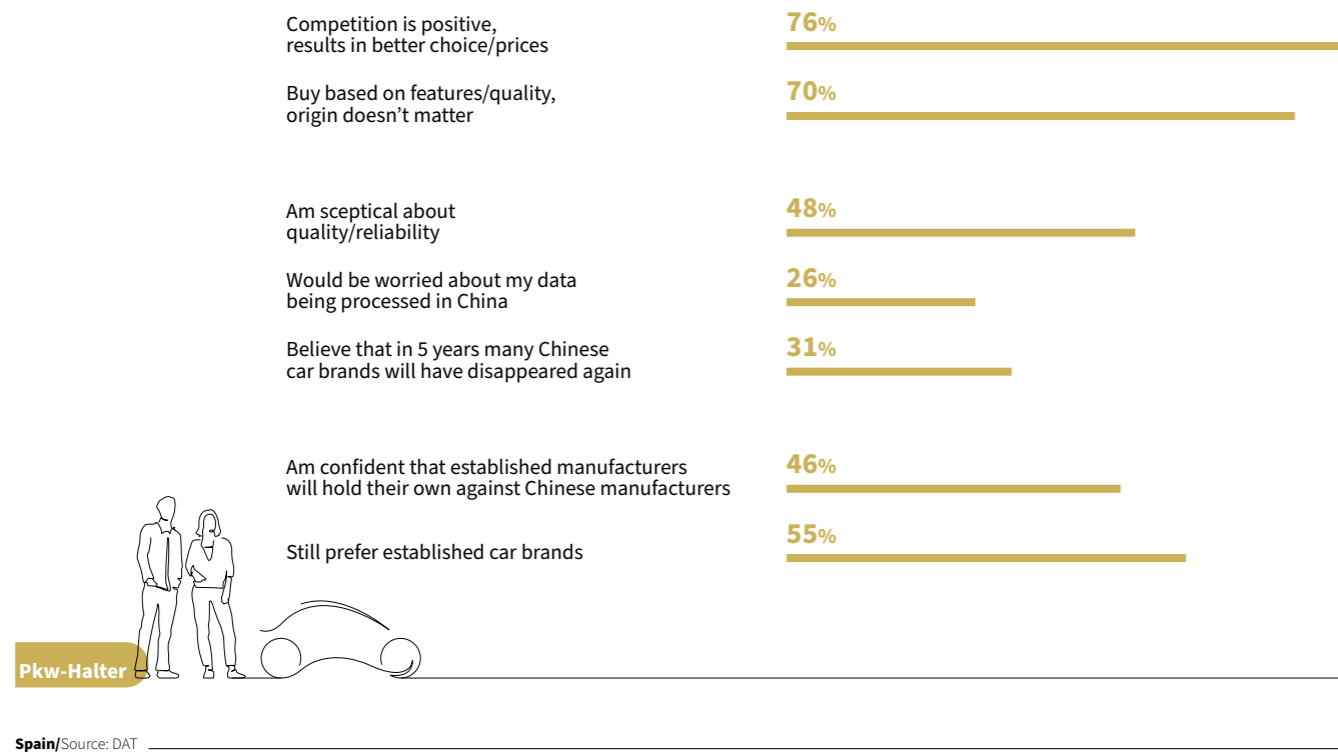 Competition is positive,
results in better choice/prices
76%
Buy based on features/quality,
origin doesn’t matter
70%
Am sceptical about
quality/reliability
48%
Would be worried about my data
being processed in China
26%
Believe that in 5 years many Chinese
car brands will have disappeared again
31%
Am confident that established manufacturers
will hold their own against Chinese manufacturers
46%
Still prefer established car brands
55%
Pkw-Halter
Spain/Source: DAT